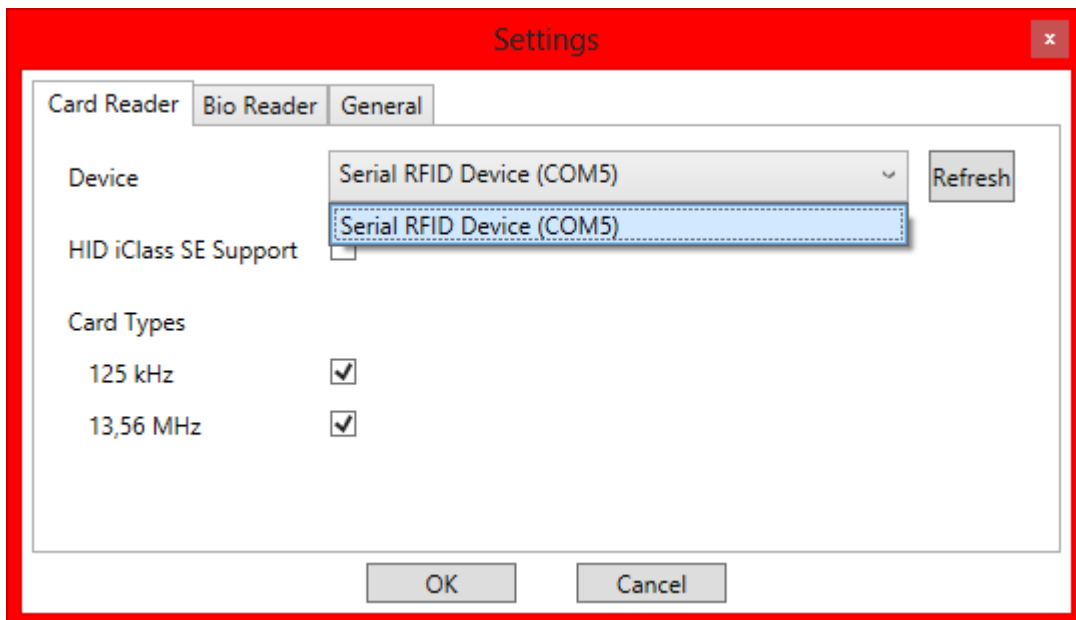 Settings
x
Card Reader Bio Reader General
Device Serial RFID Device (COM5) Refresh
Serial RFID Device (COM5)
HID iClass SE Support
Card Types
125 kHz
13,56 MHz
OK Cancel